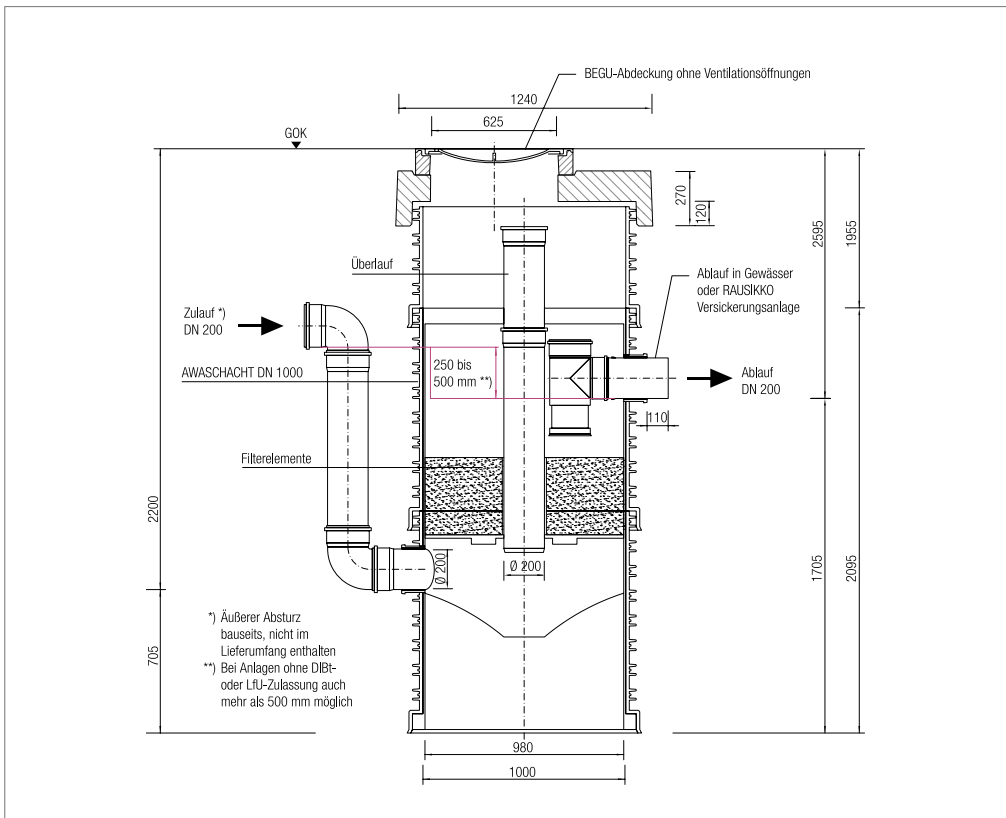 BEGU-Abdeckung ohne Ventilationsöffnungen
1240
625
GOK
270
120
2595
1955
Überlauf
Ablauf in Gewässer
oder RAUSIKKO
Versickerungsanlage
Zulauf *)
DN 200
250 bis
500 mm **)
AWASCHACHT DN 1000
Ablauf
DN 200
110
Filterelemente
2200
1705
2095
Ø 200
Ø 200
*) Äußerer Absturz
bauseits, nicht im
Lieferumfang enthalten
**) Bei Anlagen ohne DIBt-
oder LfU-Zulassung auch
mehr als 500 mm möglich
705
980
1000